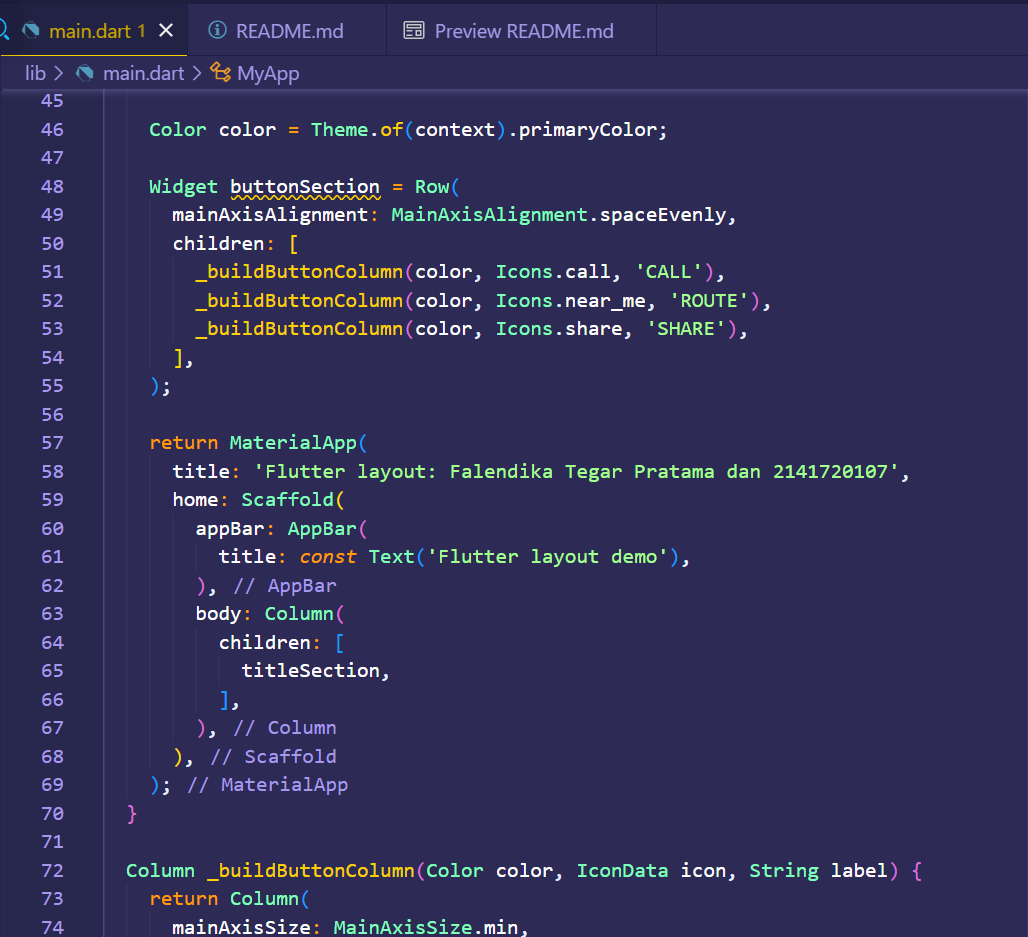 main.dart 1 README.md Preview README.md
lib > main.dart > MyApp
45
46 Color color = Theme.of(context).primaryColor;
47
48 Widget buttonSection = Row(
49 mainAxisAlignment: MainAxisAlignment.spaceEvenly,
50 children: [
51 _buildButtonColumn(color, Icons.call, 'CALL'),
52 _buildButtonColumn(color, Icons.near_me, 'ROUTE'),
53 _buildButtonColumn(color, Icons.share, 'SHARE'),
54 ],
55 );
56
57 return MaterialApp(
58 title: 'Flutter layout: Falendika Tegar Pratama dan 2141720107',
59 home: Scaffold(
60 appBar: AppBar(
61 title: const Text('Flutter layout demo'),
62 ), // AppBar
63 body: Column(
64 children: [
65 titleSection,
66 ],
67 ), // Column
68 ), // Scaffold
69 ); // MaterialApp
70 }
71
72 Column _buildButtonColumn(Color color, IconData icon, String label) {
73 return Column(
74 mainAxisSize: MainAxisSize.min,